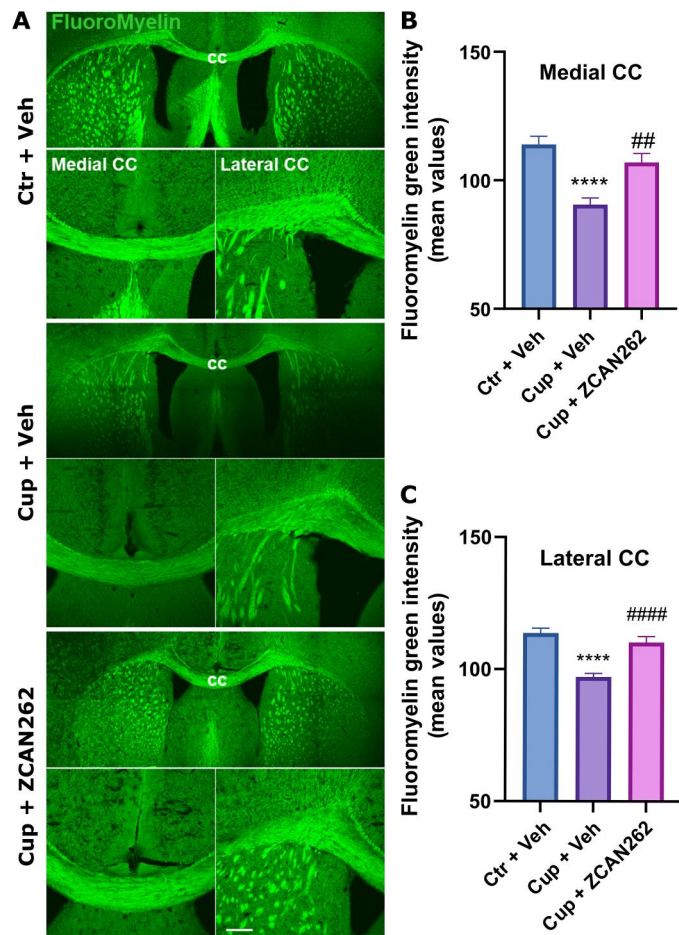 A
FluoroMyelin
CC
Ctr + Veh
Medial CC
Lateral CC
CC
Cup + Veh
CC
Cup + ZCAN262
B
Medial CC
Fluoromyelin green intensity
(mean values)
150
100
50
****
##
Ctr + Veh
Cup + Veh
Cup + ZCAN262
C
Lateral CC
Fluoromyelin green intensity
(mean values)
150
100
50
****
####
Ctr + Veh
Cup + Veh
Cup + ZCAN262